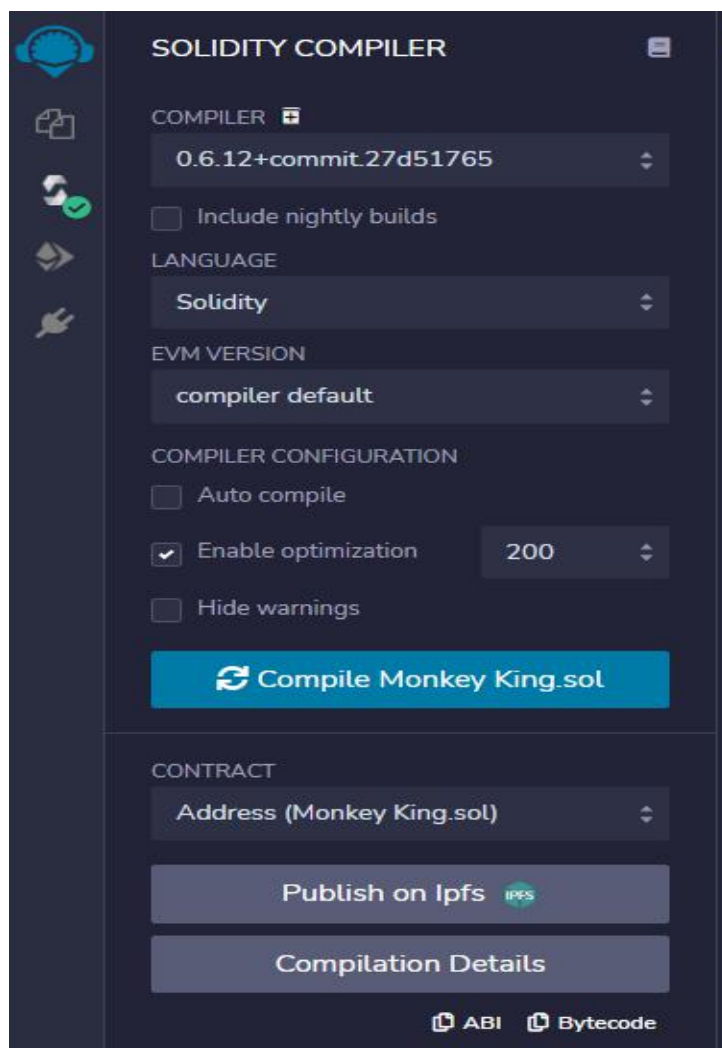 SOLIDITY COMPILER
COMPILER
0.6.12+commit.27d51765
Include nightly builds
LANGUAGE
Solidity
EVM VERSION
compiler default
COMPILER CONFIGURATION
Auto compile
Enable optimization 200
Hide warnings
Compile Monkey King.sol
CONTRACT
Address (Monkey King.sol)
Publish on Ipfs IPFS
Compilation Details
ABI Bytecode